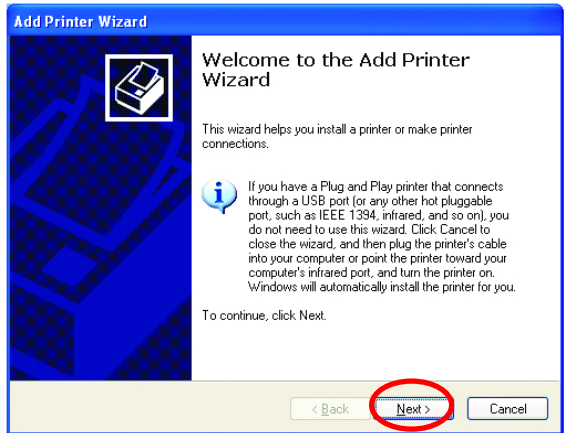 Add Printer Wizard
Welcome to the Add Printer
Wizard
This wizard helps you install a printer or make printer
connections.
If you have a Plug and Play printer that connects
through a USB port (or any other hot pluggable
port, such as IEEE 1394, infrared, and so on), you
do not need to use this wizard. Click Cancel to
close the wizard, and then plug the printer's cable
into your computer or point the printer toward your
computer's infrared port, and turn the printer on.
Windows will automatically install the printer for you.
To continue, click Next.
< Back Next > Cancel